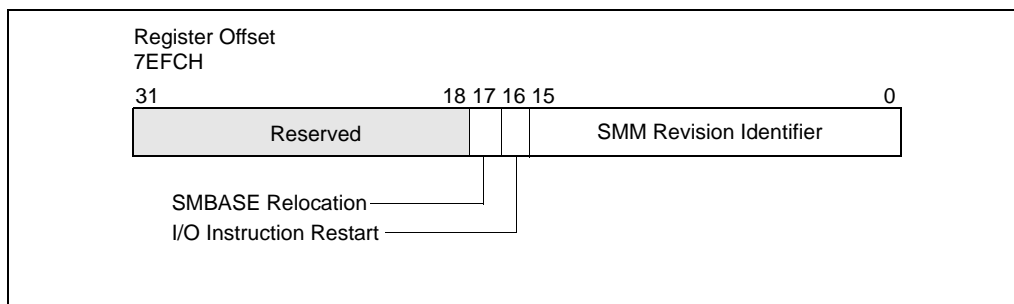 Register Offset
7EFCH
31 18 17 16 15 0
Reserved SMM Revision Identifier
SMBASE Relocation
I/O Instruction Restart